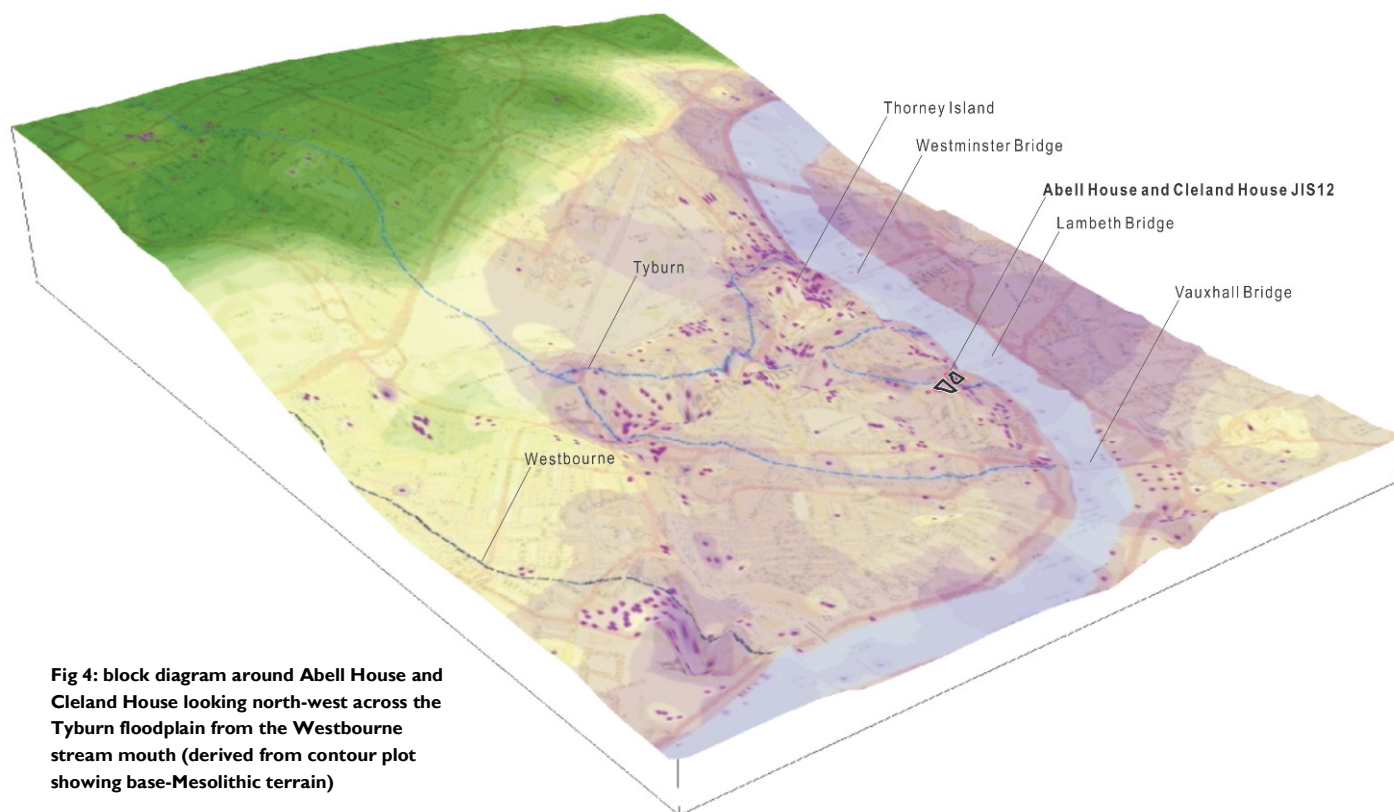 Thorney Island
Westminster Bridge
Abell House and Cleland House JIS12
Lambeth Bridge
Tyburn
Vauxhall Bridge
Westbourne
Fig 4: block diagram around Abell House and
Cleland House looking north-west across the
Tyburn floodplain from the Westbourne
stream mouth (derived from contour plot
showing base-Mesolithic terrain)